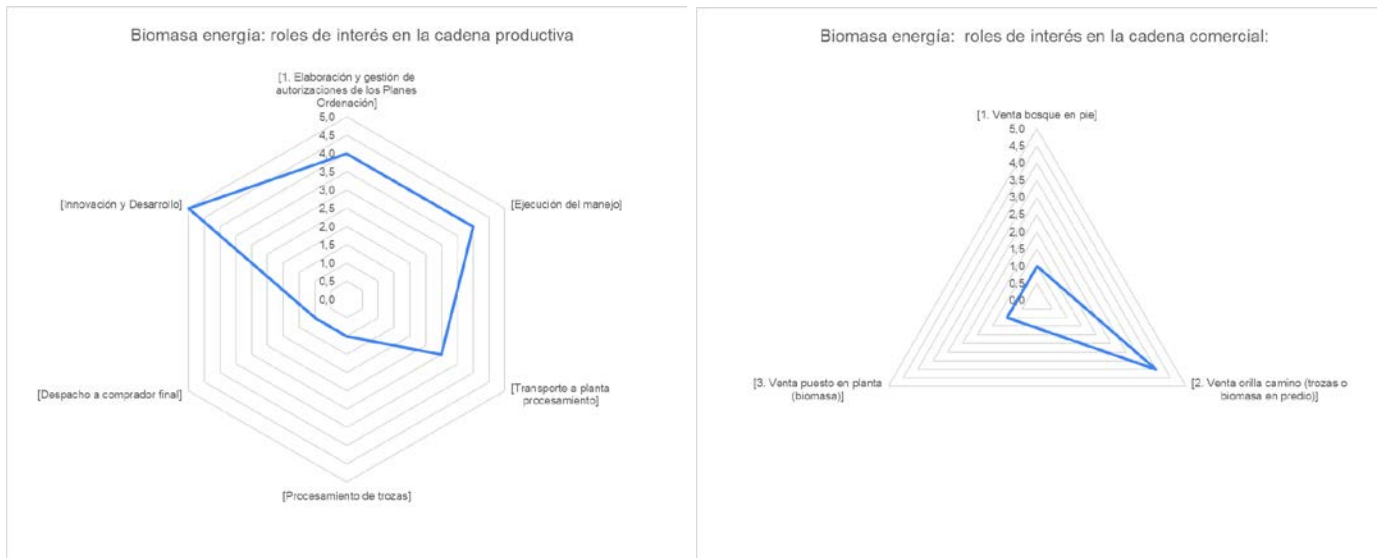 Biomasa energía: roles de interés en la cadena productiva
[1. Elaboración y gestión de
autorizaciones de los Planes
Ordenación]
5,0
4,5
4,0
3,5
3,0
2,5
2,0
1,5
1,0
0,5
0,0
[Innovación y Desarrollo]
[Ejecución del manejo]
[Despacho a comprador final]
[Transporte a planta
procesamiento]
[Procesamiento de trozas]
Biomasa energía: roles de interés en la cadena comercial:
[1. Venta bosque en pie]
5,0
4,5
4,0
3,5
3,0
2,5
2,0
1,5
1,0
0,5
0,0
[3. Venta puesto en planta
(biomasa)]
[2. Venta orilla camino (trozas o
biomasa en predio)]